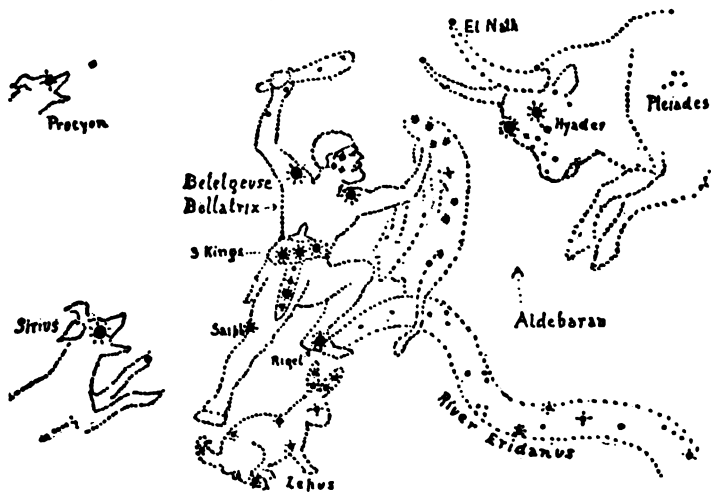 El Nath
Procyon
Hyades
Pleiades
Betelgeuse
Bellatrix
3 Kings
Sirius
Saiph
Rigel
Aldebaran
River Eridanus
Lepus